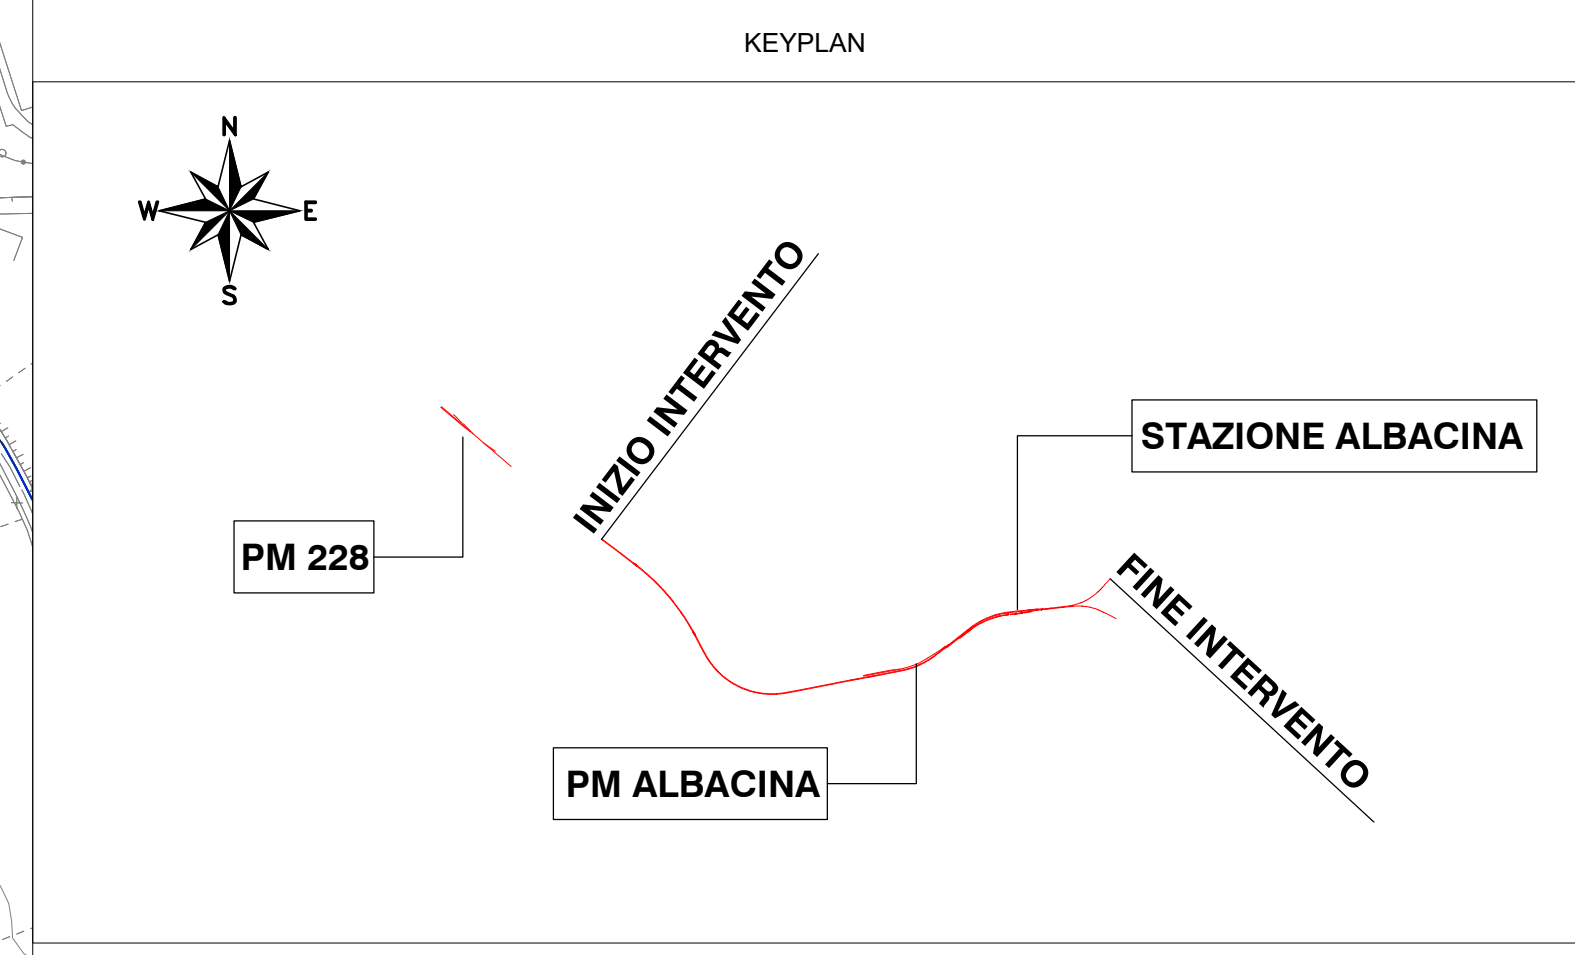 KEYPLAN
N
W
E
S
INIZIO INTERVENTO
STAZIONE ALBACINA
PM 228
FINE INTERVENTO
PM ALBACINA